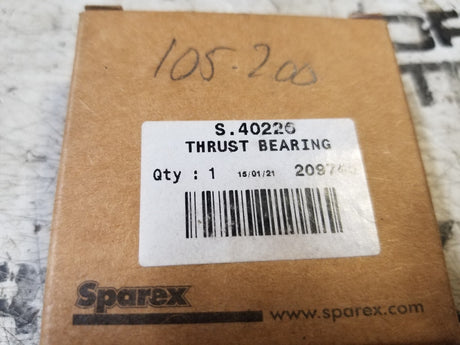 105-200
S.40226
THRUST BEARING
Qty : 1 15/01/21
Sparex
www.sparex.com